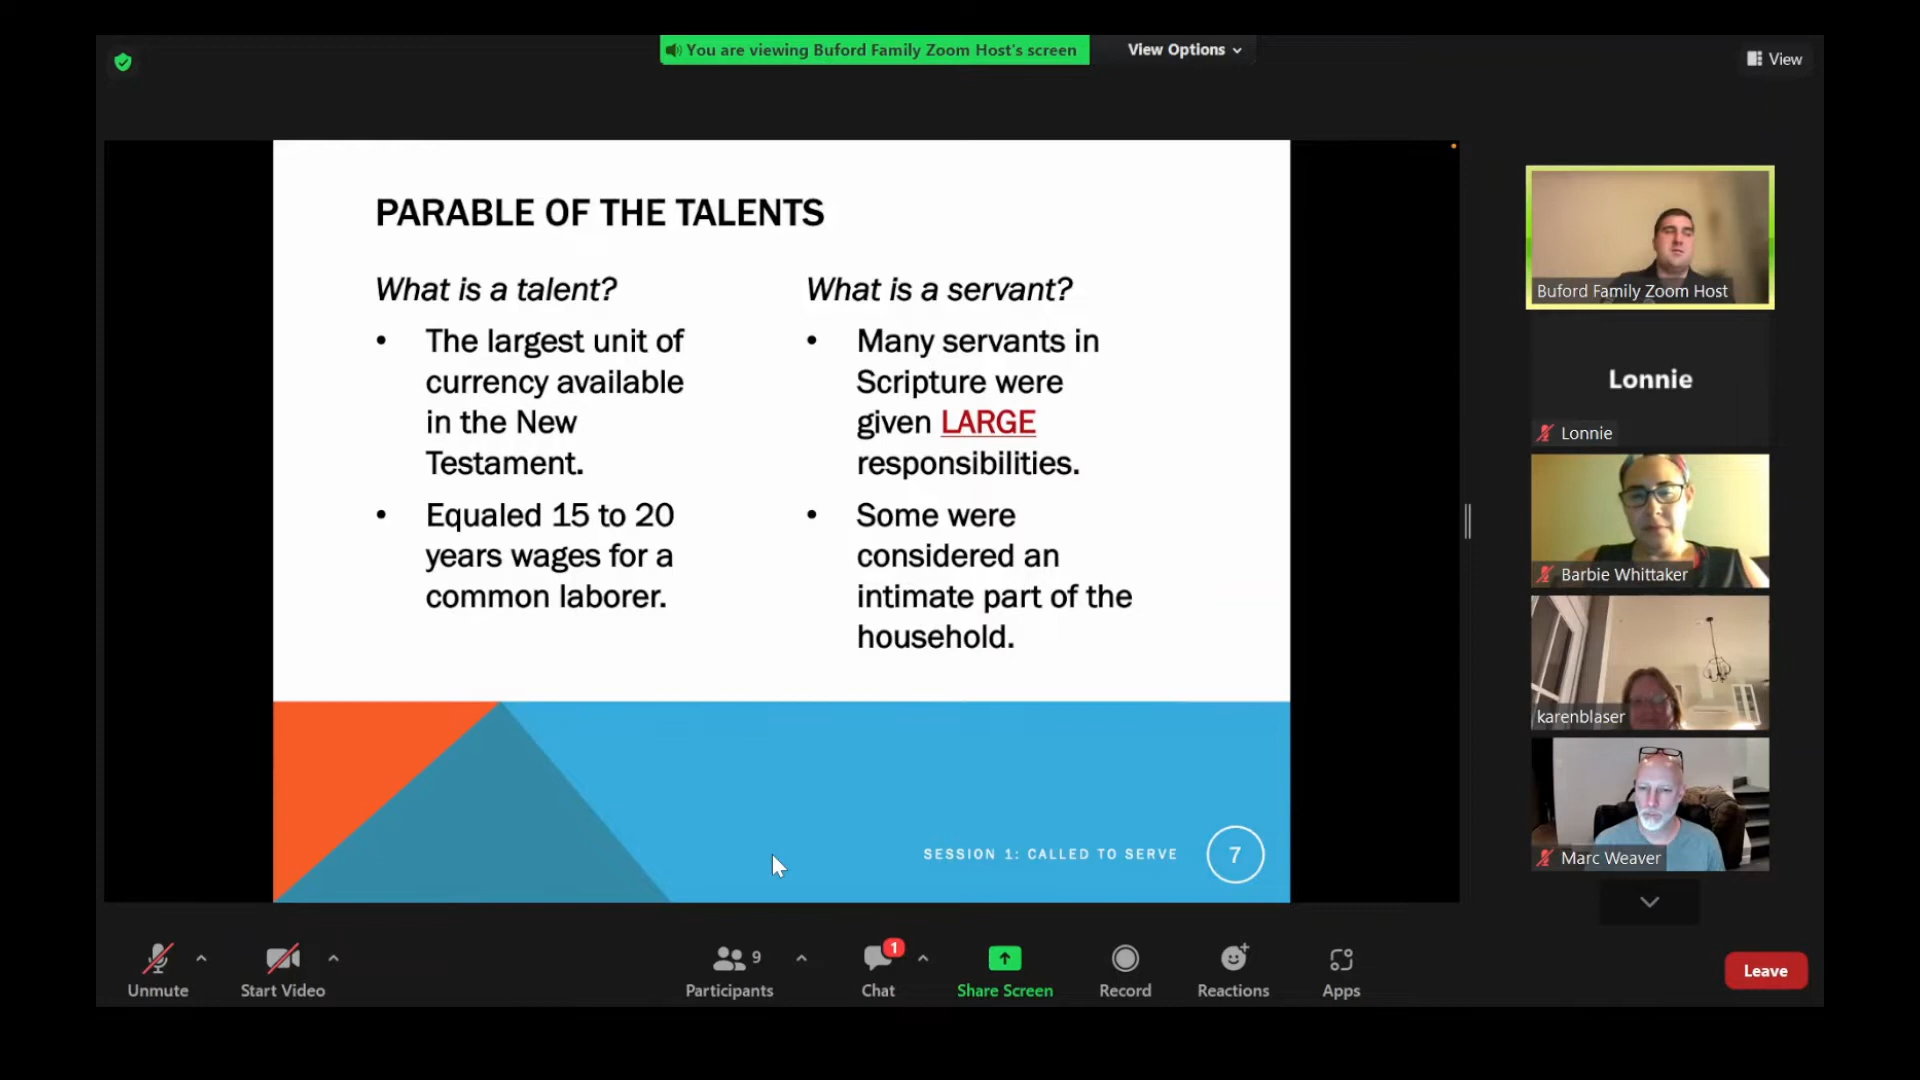 You are viewing Buford Family Zoom Host's screen
View Options
View
PARABLE OF THE TALENTS
What is a talent?
• The largest unit of
currency available
in the New
Testament.
• Equaled 15 to 20
years wages for a
common laborer.
What is a servant?
• Many servants in
Scripture were
given LARGE
responsibilities.
• Some were
considered an
intimate part of the
household.
SESSION 1: CALLED TO SERVE
7
Buford Family Zoom Host
Lonnie
Lonnie
Barbie Whittaker
karenblaser
Marc Weaver
Unmute
Start Video
9
Participants
1
Chat
Share Screen
Record
Reactions
Apps
Leave